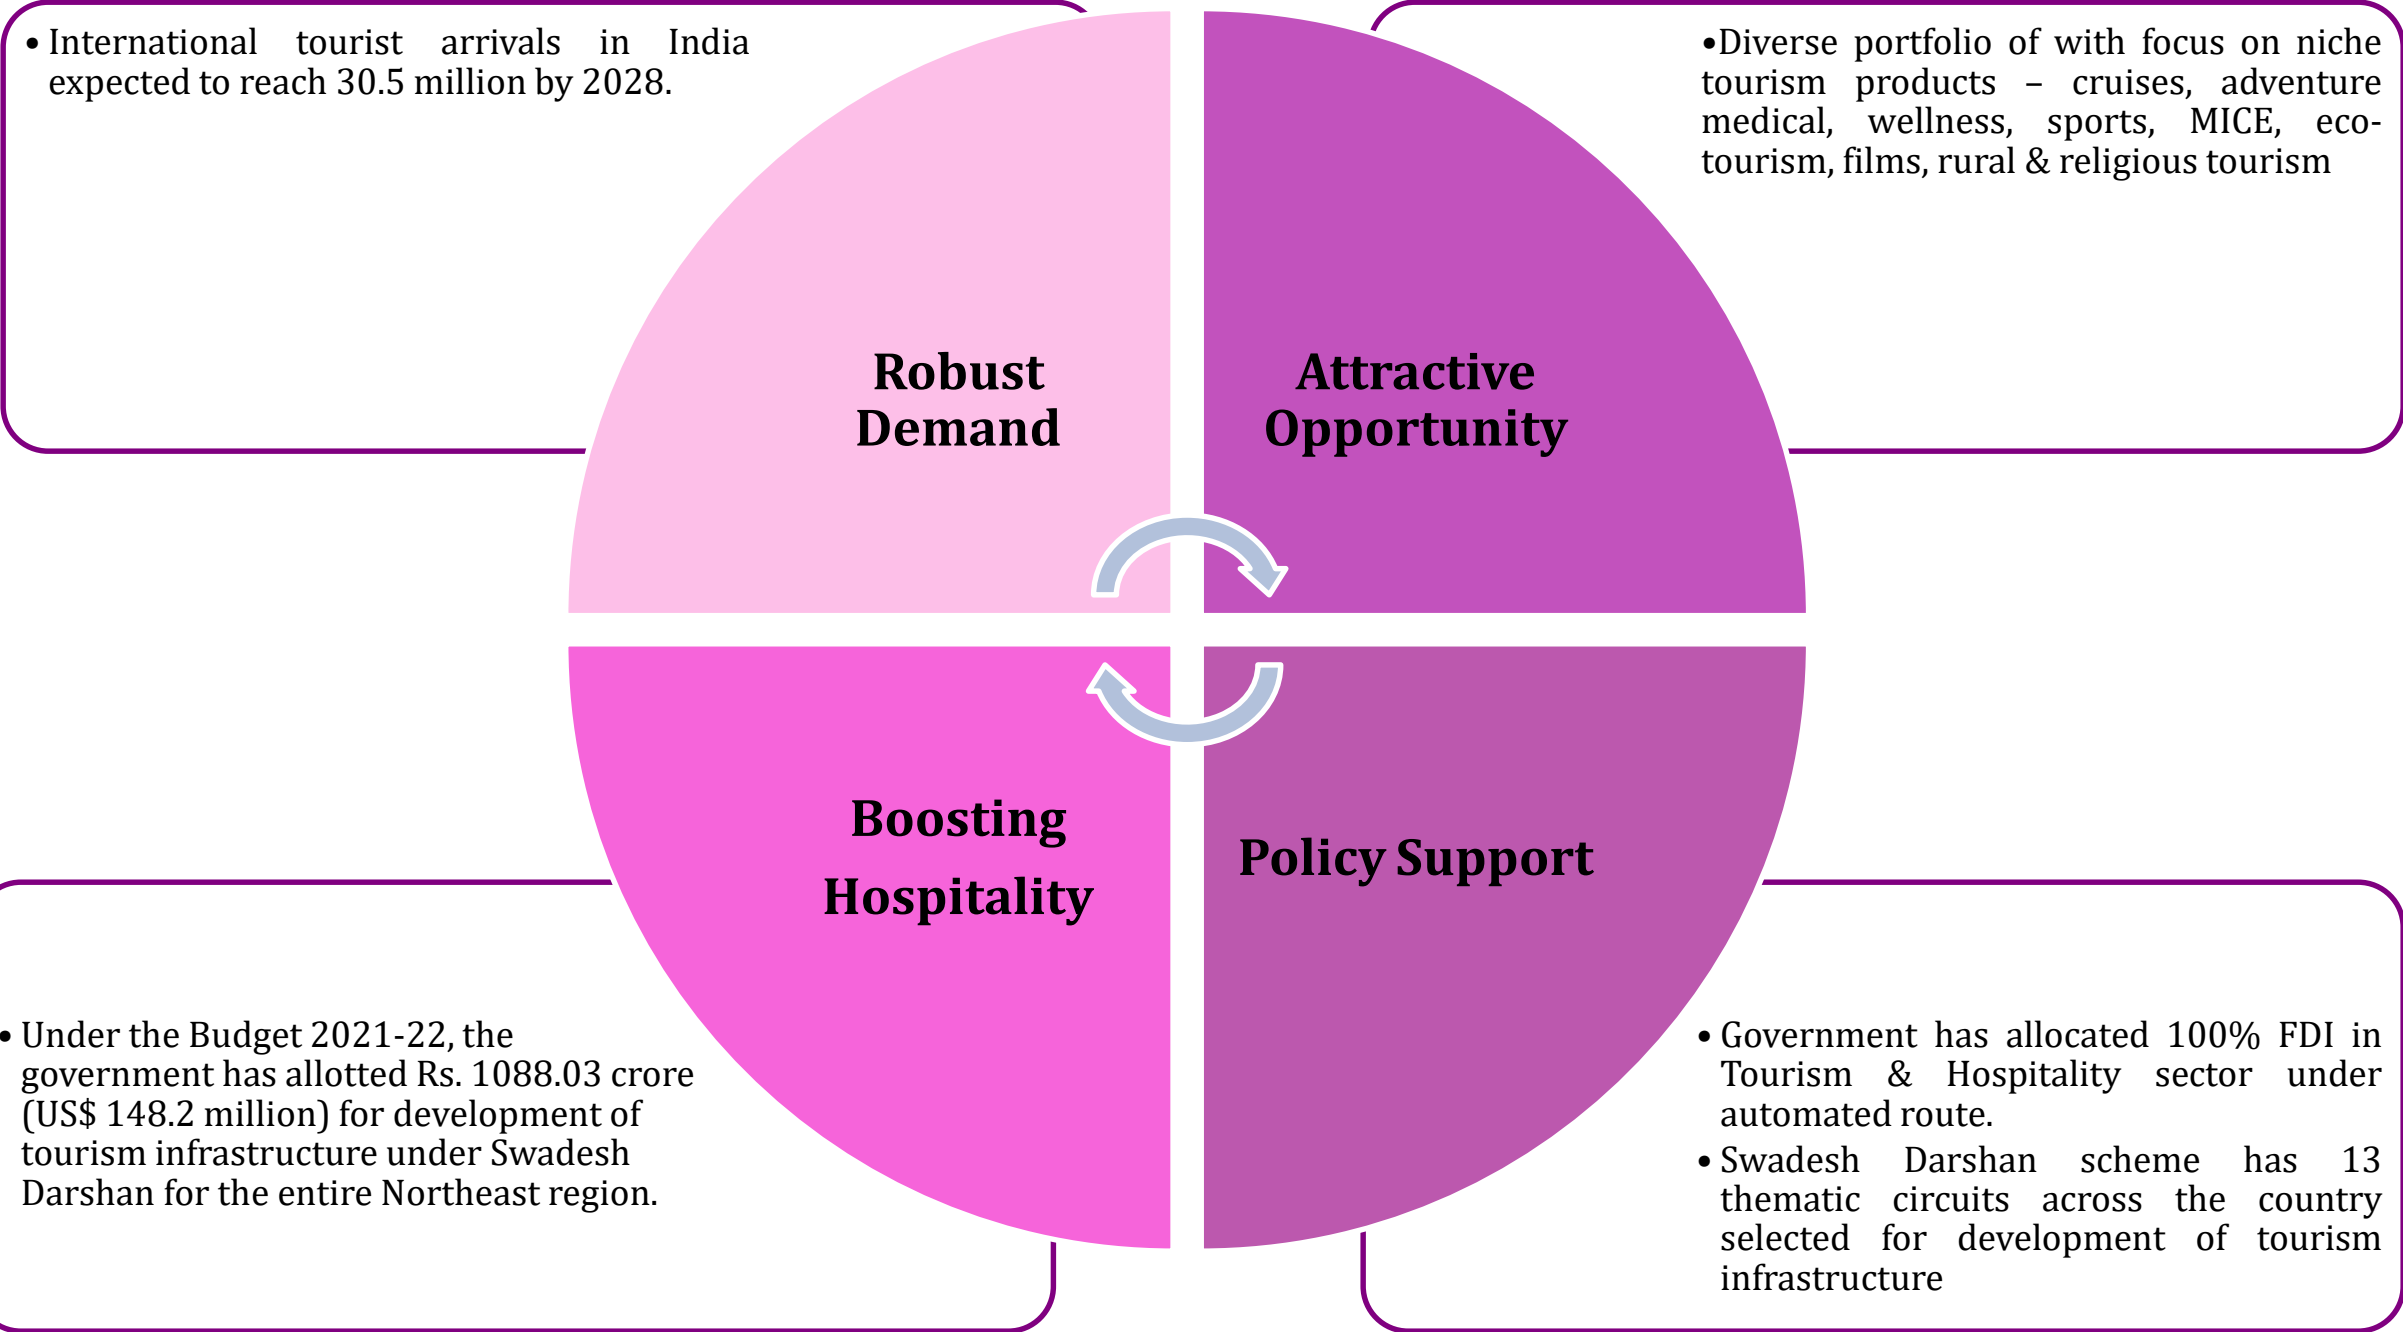 • International tourist arrivals in India
expected to reach 30.5 million by 2028.
•Diverse portfolio of with focus on niche
tourism products – cruises, adventure
medical, wellness, sports, MICE, eco-
tourism, films, rural & religious tourism
Robust
Demand
Attractive
Opportunity
Boosting
Hospitality
Policy Support
• Under the Budget 2021-22, the
government has allotted Rs. 1088.03 crore
(US$ 148.2 million) for development of
tourism infrastructure under Swadesh
Darshan for the entire Northeast region.
• Government has allocated 100% FDI in
Tourism & Hospitality sector under
automated route.
• Swadesh Darshan scheme has 13
thematic circuits across the country
selected for development of tourism
infrastructure